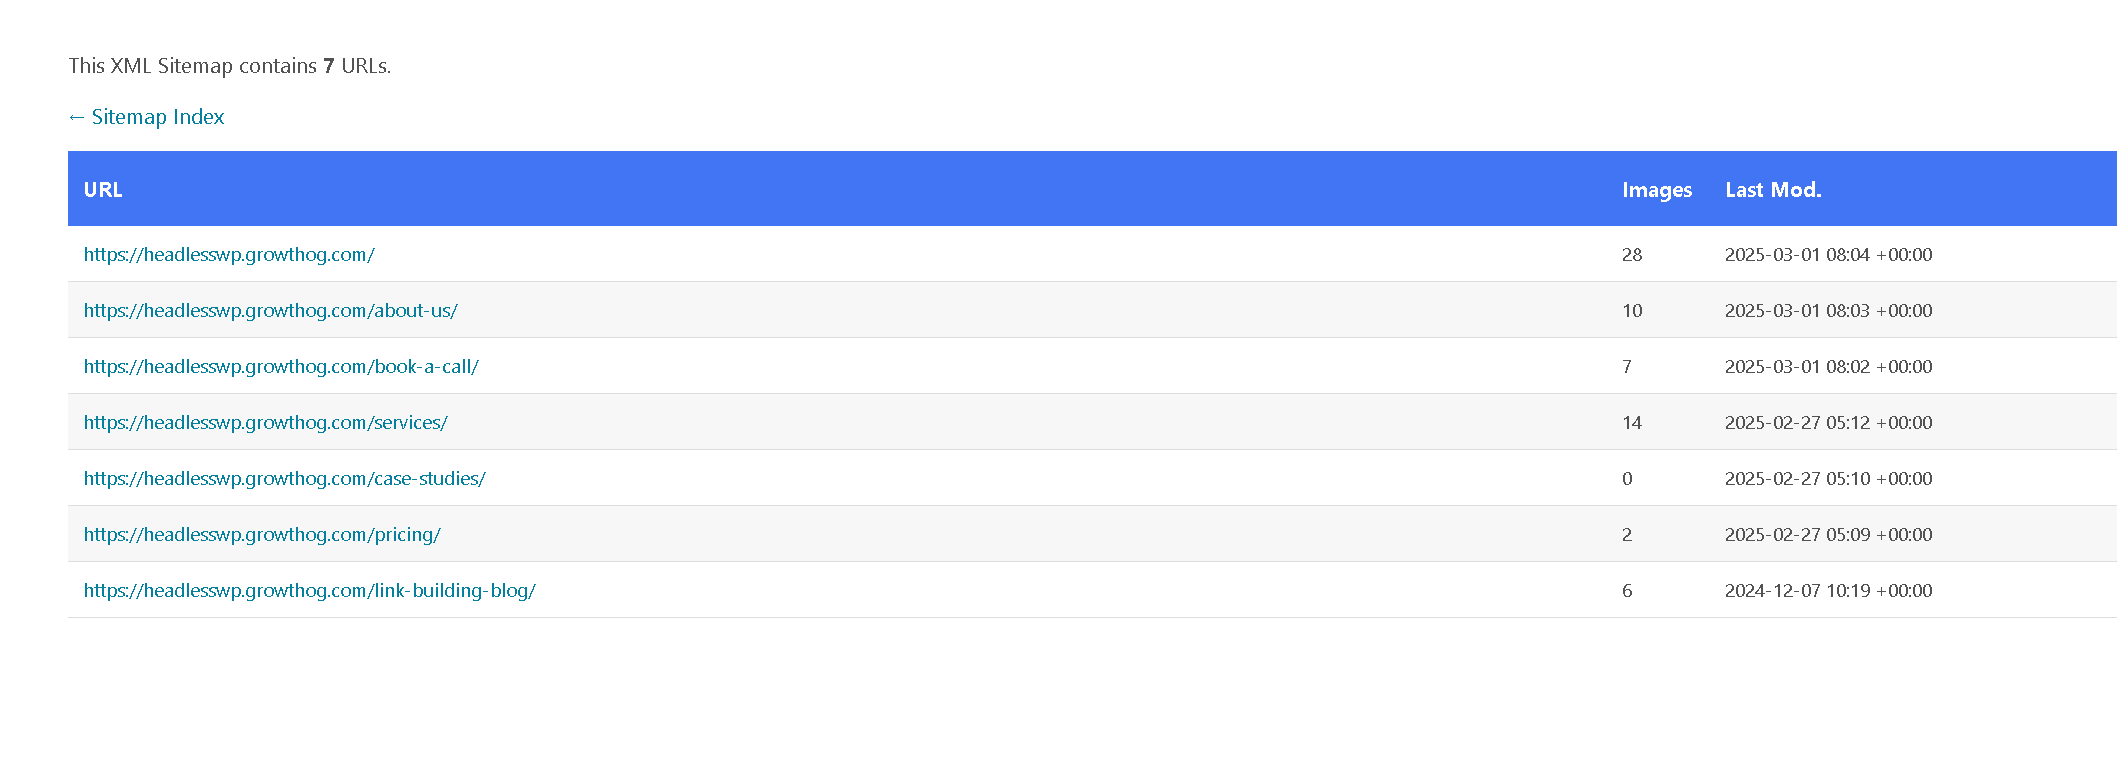 This XML Sitemap contains 7 URLs.
← Sitemap Index
URL Images Last Mod.
https://headlesswp.growthog.com/ 28 2025-03-01 08:04 +00:00
https://headlesswp.growthog.com/about-us/ 10 2025-03-01 08:03 +00:00
https://headlesswp.growthog.com/book-a-call/ 7 2025-03-01 08:02 +00:00
https://headlesswp.growthog.com/services/ 14 2025-02-27 05:12 +00:00
https://headlesswp.growthog.com/case-studies/ 0 2025-02-27 05:10 +00:00
https://headlesswp.growthog.com/pricing/ 2 2025-02-27 05:09 +00:00
https://headlesswp.growthog.com/link-building-blog/ 6 2024-12-07 10:19 +00:00